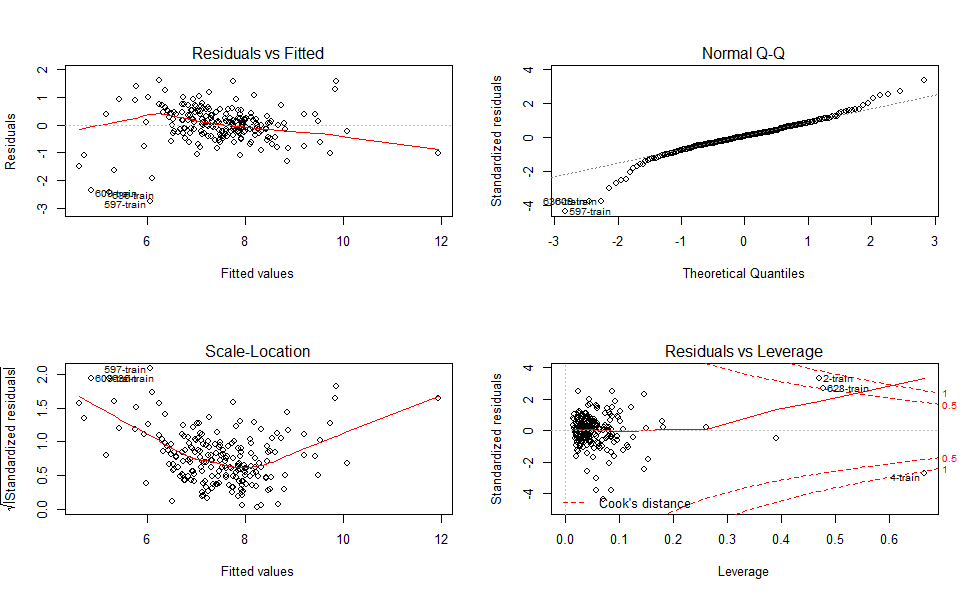 Residuals vs Fitted
Residuals
2
1
0
-1
-2
-3
597-train
6
8
10
12
Fitted values
Normal Q-Q
Standardized residuals
4
2
0
-2
-4
597-train
-3
-2
-1
0
1
2
3
Theoretical Quantiles
Scale-Location
√|Standardized residuals|
2.0
1.5
1.0
0.5
0.0
597-train
6
8
10
12
Fitted values
Residuals vs Leverage
Standardized residuals
4
2
0
-2
-4
2-train
628-train
4-train
1
0.5
0.5
1
Cook's distance
0.0
0.1
0.2
0.3
0.4
0.5
0.6
Leverage